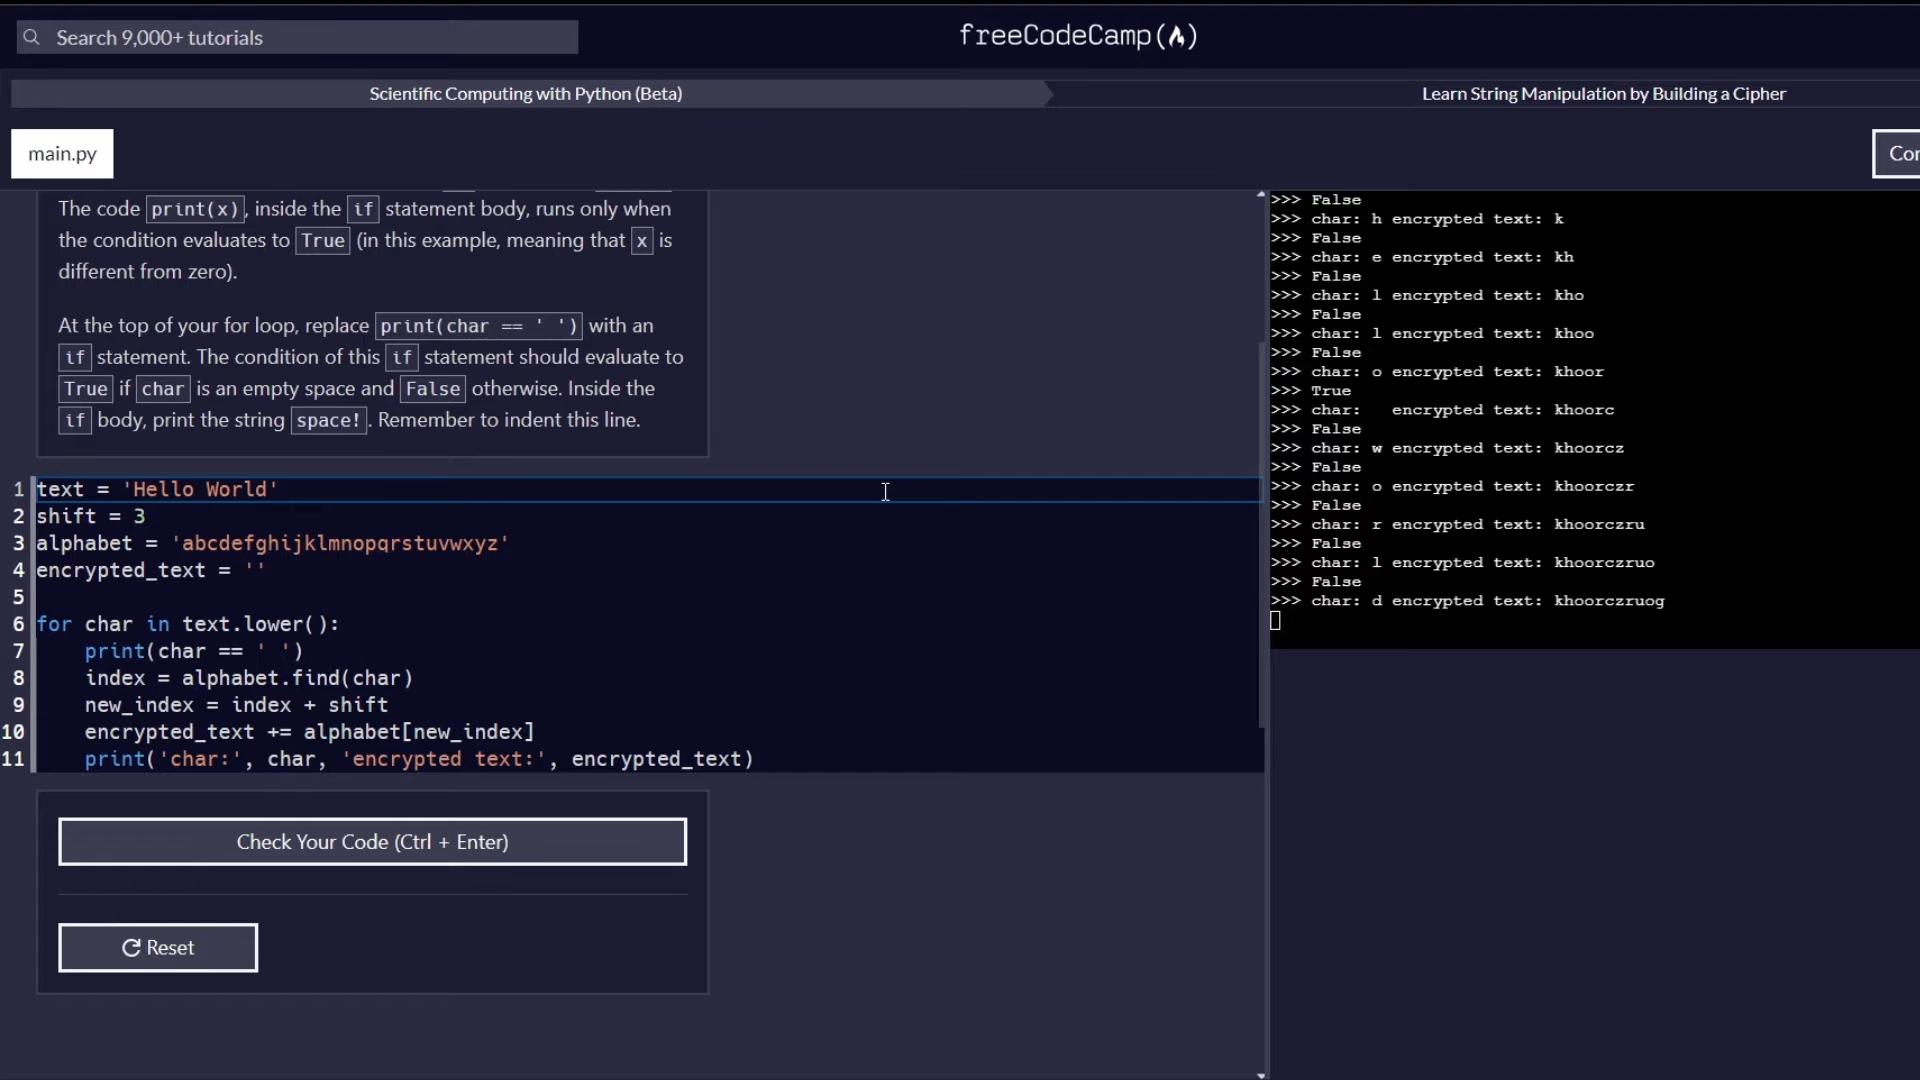 Search 9,000+ tutorials
freeCodeCamp(🔥)
Scientific Computing with Python (Beta)
Learn String Manipulation by Building a Cipher
main.py
Cor
The code print(x), inside the if statement body, runs only when
the condition evaluates to True (in this example, meaning that x is
different from zero).
At the top of your for loop, replace print(char == ' ') with an
if statement. The condition of this if statement should evaluate to
True if char is an empty space and False otherwise. Inside the
if body, print the string space!. Remember to indent this line.
1 text = 'Hello World'
2 shift = 3
3 alphabet = 'abcdefghijklmnopqrstuvwxyz'
4 encrypted_text = ''
5
6 for char in text.lower():
7     print(char == ' ')
8     index = alphabet.find(char)
9     new_index = index + shift
10     encrypted_text += alphabet[new_index]
11     print('char:', char, 'encrypted text:', encrypted_text)
Check Your Code (Ctrl + Enter)
Reset
>>> False
>>> char: h encrypted text: k
>>> False
>>> char: e encrypted text: kh
>>> False
>>> char: l encrypted text: kho
>>> False
>>> char: l encrypted text: khoo
>>> False
>>> char: o encrypted text: khoor
>>> True
>>> char:   encrypted text: khoorc
>>> False
>>> char: w encrypted text: khoorcz
>>> False
>>> char: o encrypted text: khoorczr
>>> False
>>> char: r encrypted text: khoorczru
>>> False
>>> char: l encrypted text: khoorczruo
>>> False
>>> char: d encrypted text: khoorczruog